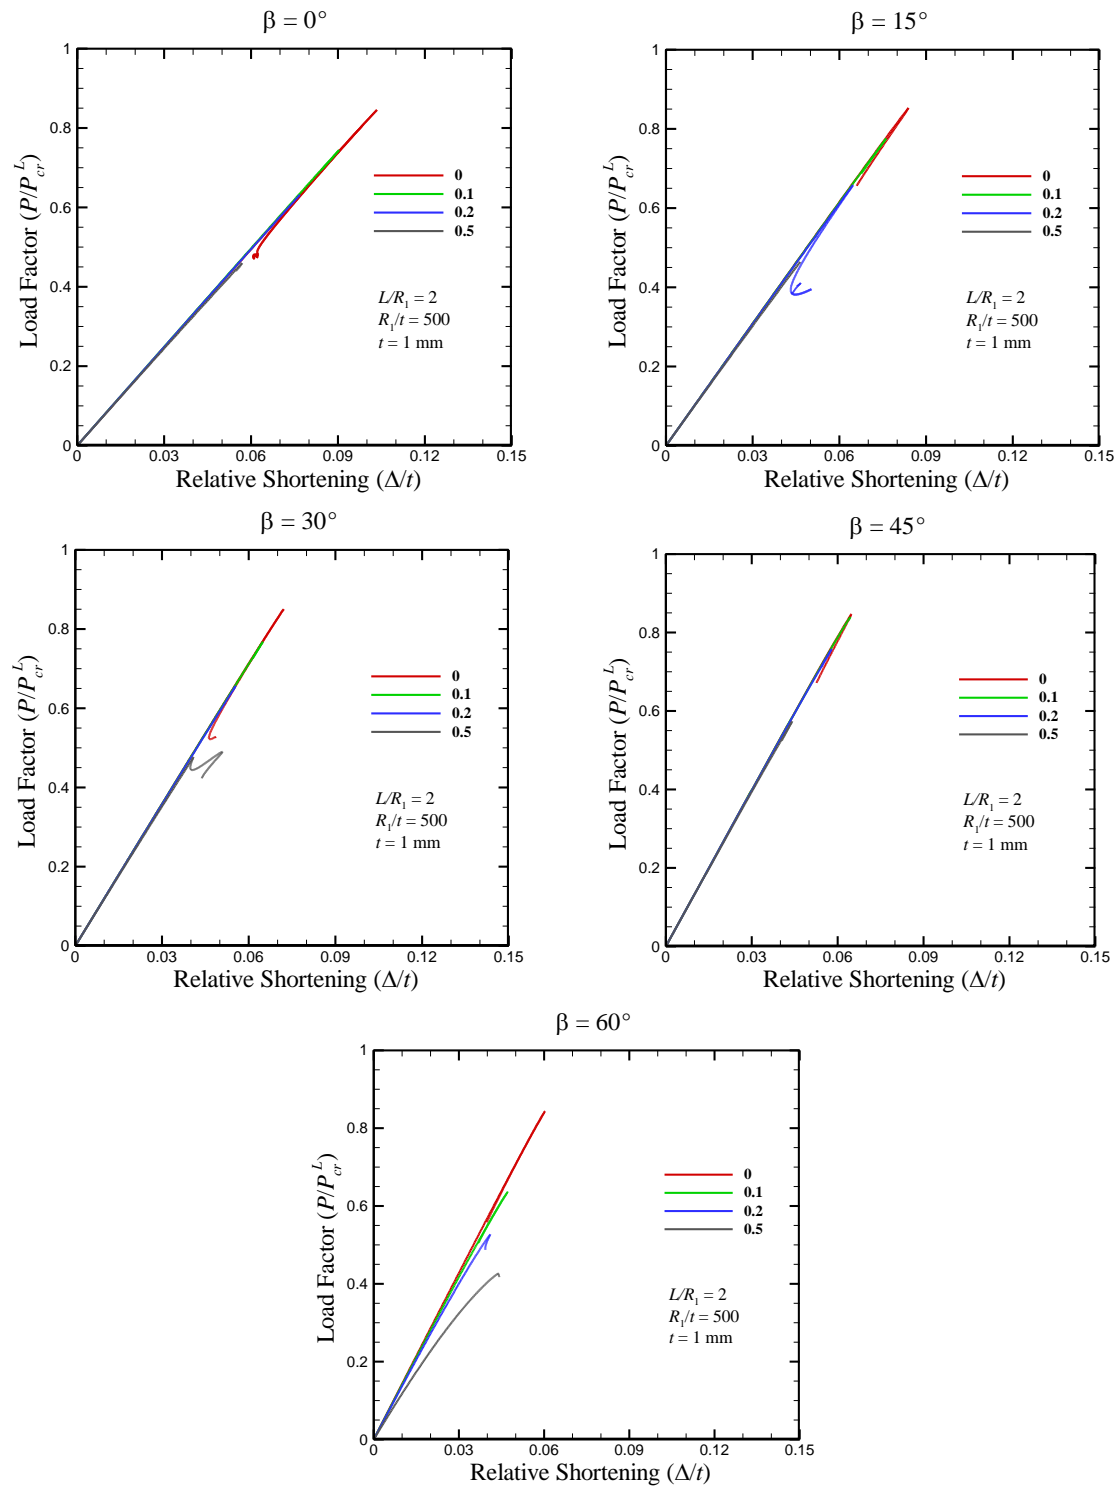 β = 0°
1
0.8
0.6
0.4
0.2
0
Load Factor (P/P_cr^L)
0
0.1
0.2
0.5
L/R₁ = 2
R₁/t = 500
t = 1 mm
0 0.03 0.06 0.09 0.12 0.15
Relative Shortening (Δ/t)
β = 15°
1
0.8
0.6
0.4
0.2
0
Load Factor (P/P_cr^L)
0
0.1
0.2
0.5
L/R₁ = 2
R₁/t = 500
t = 1 mm
0 0.03 0.06 0.09 0.12 0.15
Relative Shortening (Δ/t)
β = 30°
1
0.8
0.6
0.4
0.2
0
Load Factor (P/P_cr^L)
0
0.1
0.2
0.5
L/R₁ = 2
R₁/t = 500
t = 1 mm
0 0.03 0.06 0.09 0.12 0.15
Relative Shortening (Δ/t)
β = 45°
1
0.8
0.6
0.4
0.2
0
Load Factor (P/P_cr^L)
0
0.1
0.2
0.5
L/R₁ = 2
R₁/t = 500
t = 1 mm
0 0.03 0.06 0.09 0.12 0.15
Relative Shortening (Δ/t)
β = 60°
1
0.8
0.6
0.4
0.2
0
Load Factor (P/P_cr^L)
0
0.1
0.2
0.5
L/R₁ = 2
R₁/t = 500
t = 1 mm
0 0.03 0.06 0.09 0.12 0.15
Relative Shortening (Δ/t)